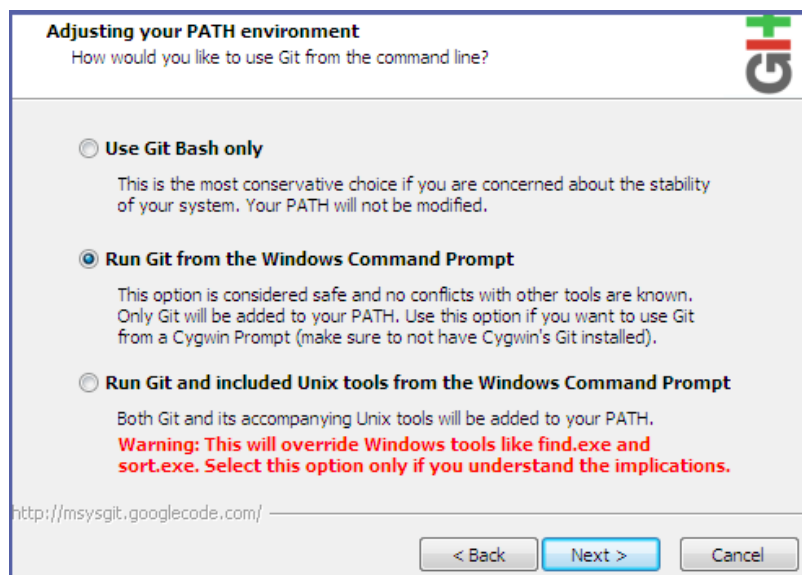 Adjusting your PATH environment
How would you like to use Git from the command line?
Git
Use Git Bash only
This is the most conservative choice if you are concerned about the stability
of your system. Your PATH will not be modified.
Run Git from the Windows Command Prompt
This option is considered safe and no conflicts with other tools are known.
Only Git will be added to your PATH. Use this option if you want to use Git
from a Cygwin Prompt (make sure to not have Cygwin's Git installed).
Run Git and included Unix tools from the Windows Command Prompt
Both Git and its accompanying Unix tools will be added to your PATH.
Warning: This will override Windows tools like find.exe and
sort.exe. Select this option only if you understand the implications.
http://msysgit.googlecode.com/
< Back Next > Cancel